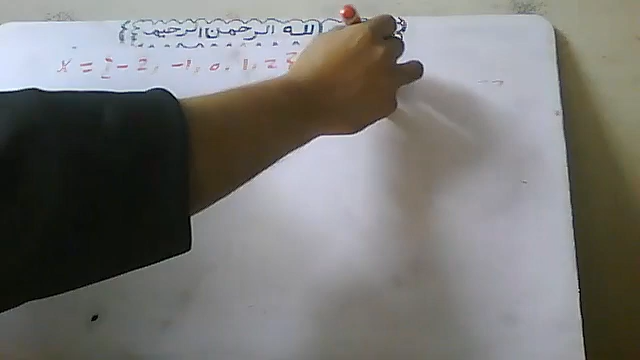 الله الرحمن الرحيم
X = {-2, -1, 0, 1, 2}